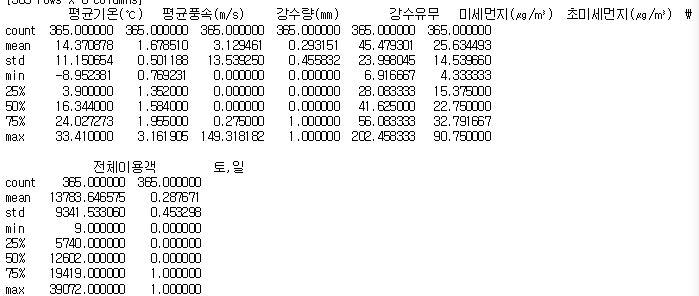 [365 rows x 8 columns]
평균기온(℃) 평균풍속(m/s) 강수량(mm) 강수유무 미세먼지(㎍/㎥) 초미세먼지(㎍/㎥) \
count 365.000000 365.000000 365.000000 365.000000 365.000000 365.000000
mean 14.370878 1.678510 3.129461 0.293151 45.479301 25.634493
std 11.150654 0.501188 13.539250 0.455832 23.998045 14.539660
min -8.952381 0.769231 0.000000 0.000000 6.916667 4.333333
25% 3.900000 1.352000 0.000000 0.000000 28.083333 15.375000
50% 16.344000 1.584000 0.000000 0.000000 41.625000 22.750000
75% 24.027273 1.955000 0.275000 1.000000 56.083333 32.791667
max 33.410000 3.161905 149.318182 1.000000 202.458333 90.750000
전체이용객 토,일
count 365.000000 365.000000
mean 13783.646575 0.287671
std 9341.533060 0.453298
min 9.000000 0.000000
25% 5740.000000 0.000000
50% 12602.000000 0.000000
75% 19419.000000 1.000000
max 39072.000000 1.000000